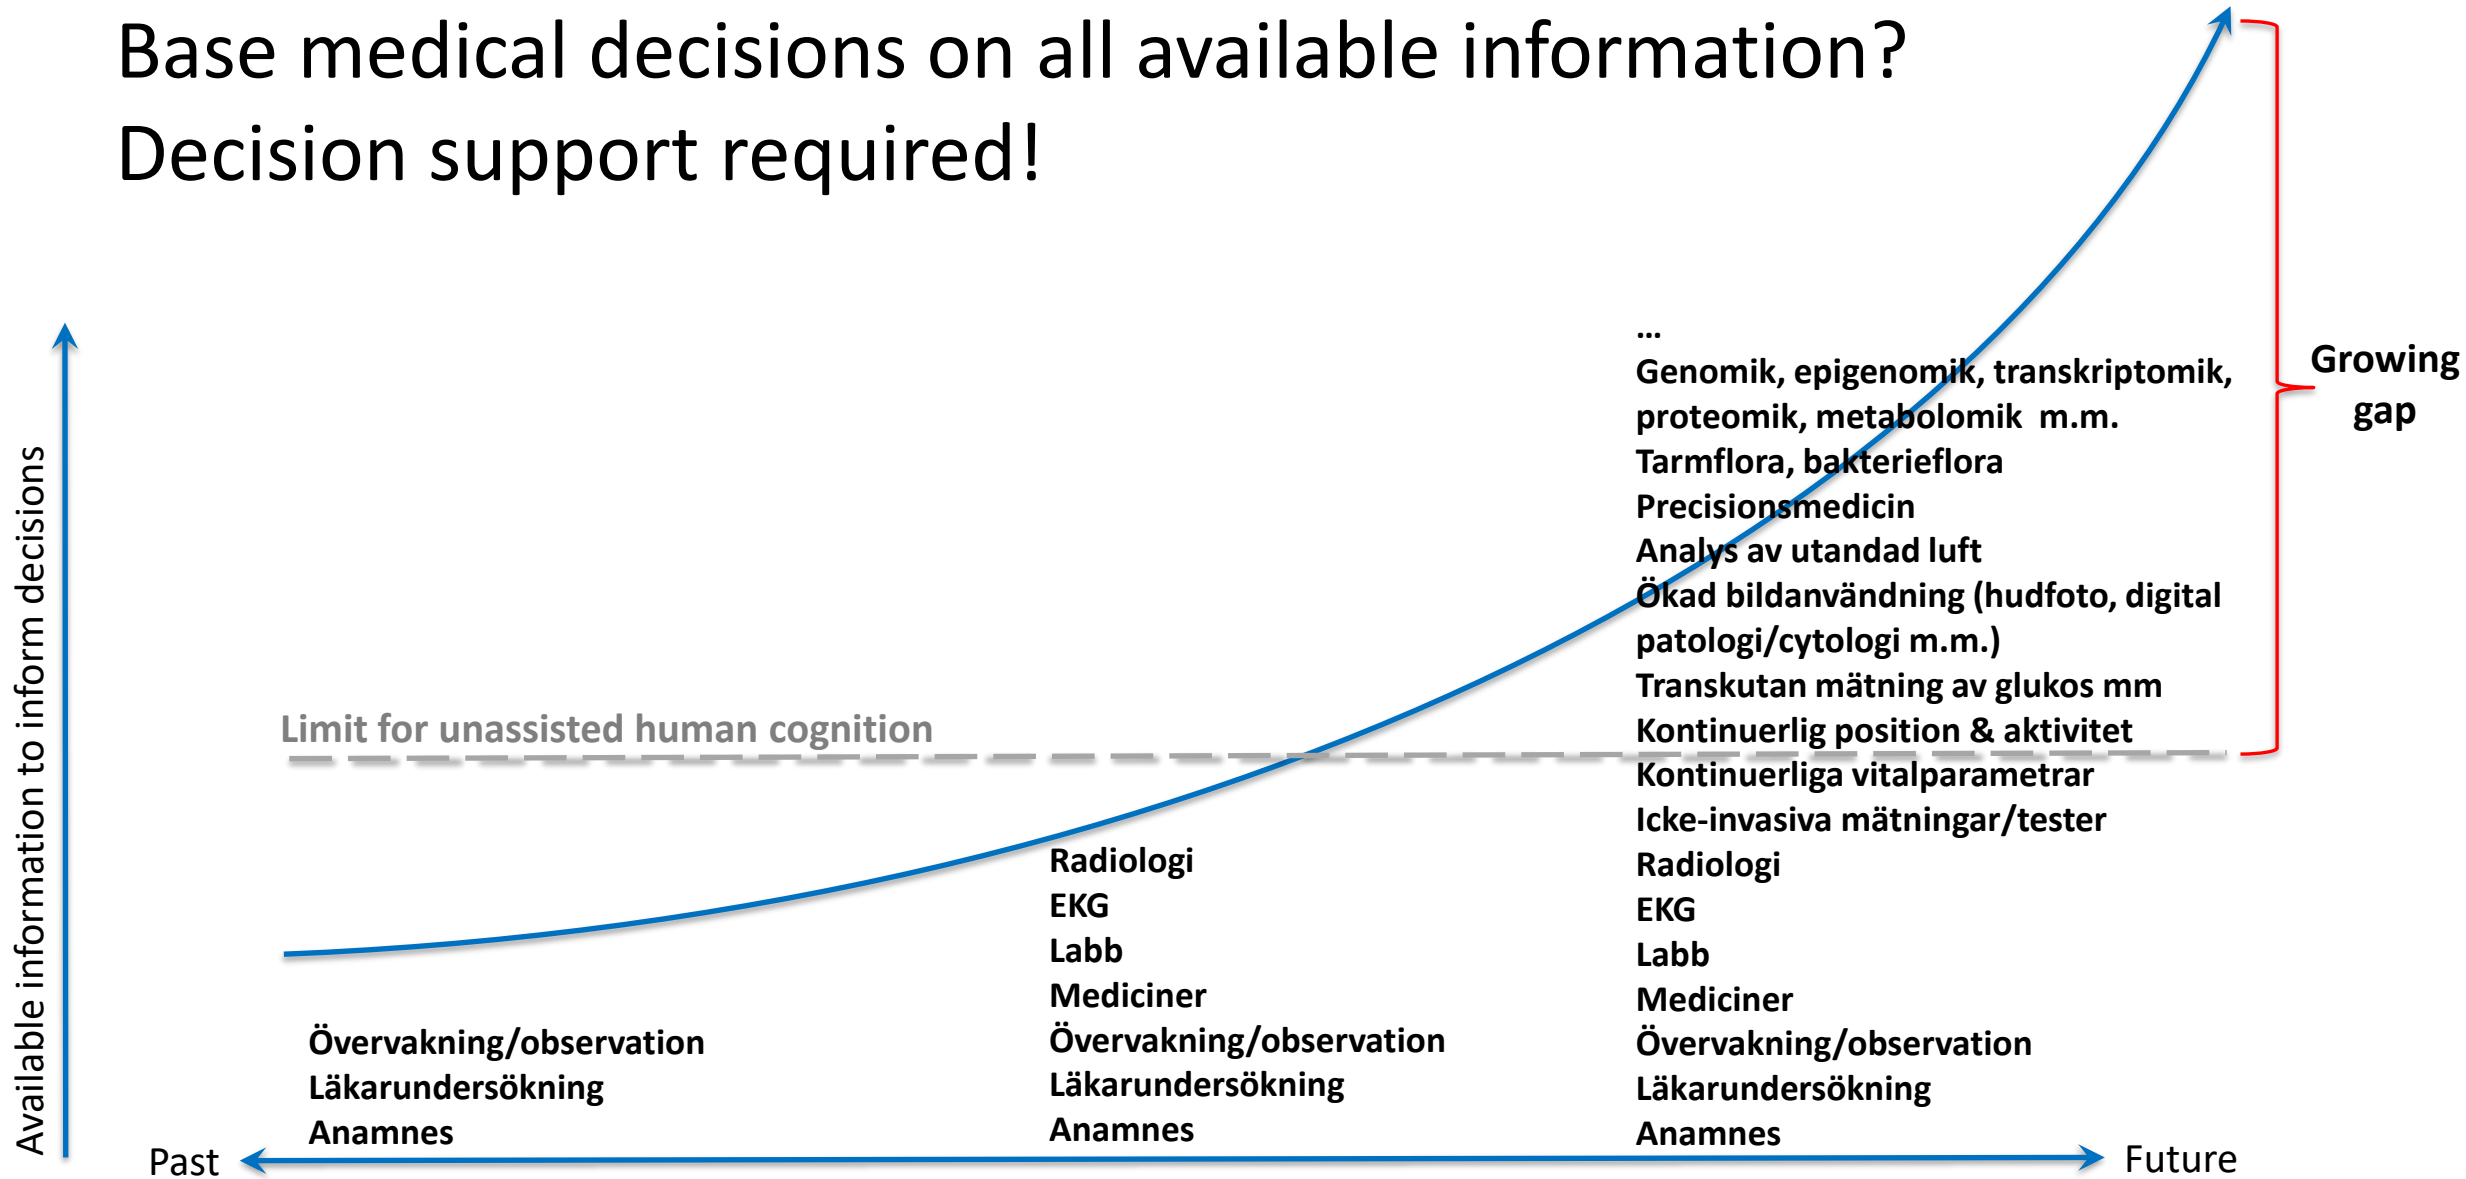 Base medical decisions on all available information?
Decision support required!
Available information to inform decisions
Limit for unassisted human cognition
Övervakning/observation
Läkarundersökning
Anamnes
Radiologi
EKG
Labb
Mediciner
Övervakning/observation
Läkarundersökning
Anamnes
…
Genomik, epigenomik, transkriptomik,
proteomik, metabolomik  m.m.
Tarmflora, bakterieflora
Precisionsmedicin
Analys av utandad luft
Ökad bildanvändning (hudfoto, digital
patologi/cytologi m.m.)
Transkutan mätning av glukos mm
Kontinuerlig position & aktivitet
Kontinuerliga vitalparametrar
Icke-invasiva mätningar/tester
Radiologi
EKG
Labb
Mediciner
Övervakning/observation
Läkarundersökning
Anamnes
Growing
gap
Past
Future